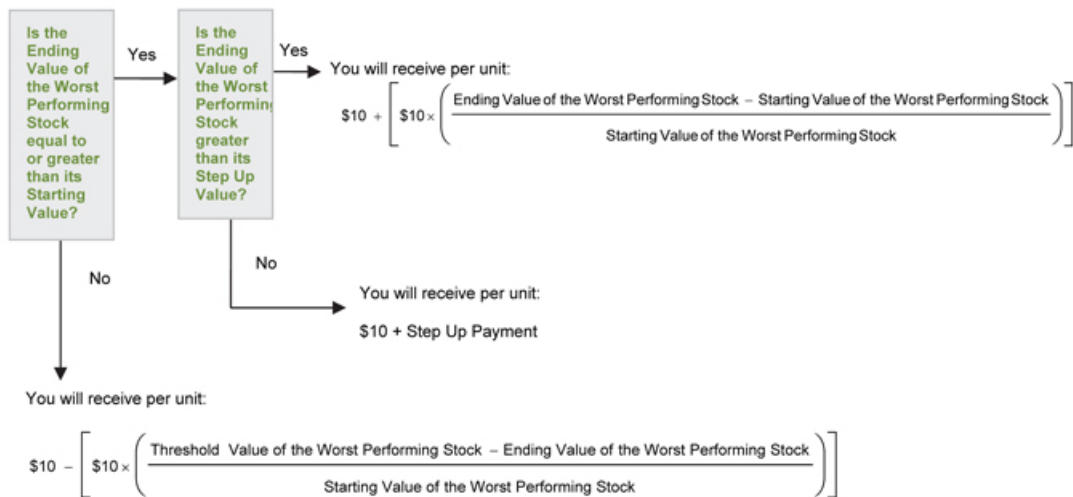 Is the
Ending
Value of
the Worst
Performing
Stock
equal to
or greater
than its
Starting
Value?
Yes
Is the
Ending
Value of
the Worst
Performing
Stock
greater
than its
Step Up
Value?
Yes
You will receive per unit:
$10 + [ $10 × ( Ending Value of the Worst Performing Stock – Starting Value of the Worst Performing Stock
Starting Value of the Worst Performing Stock ) ]
No
You will receive per unit:
$10 + Step Up Payment
No
You will receive per unit:
$10 – [ $10 × ( Threshold Value of the Worst Performing Stock – Ending Value of the Worst Performing Stock
Starting Value of the Worst Performing Stock ) ]